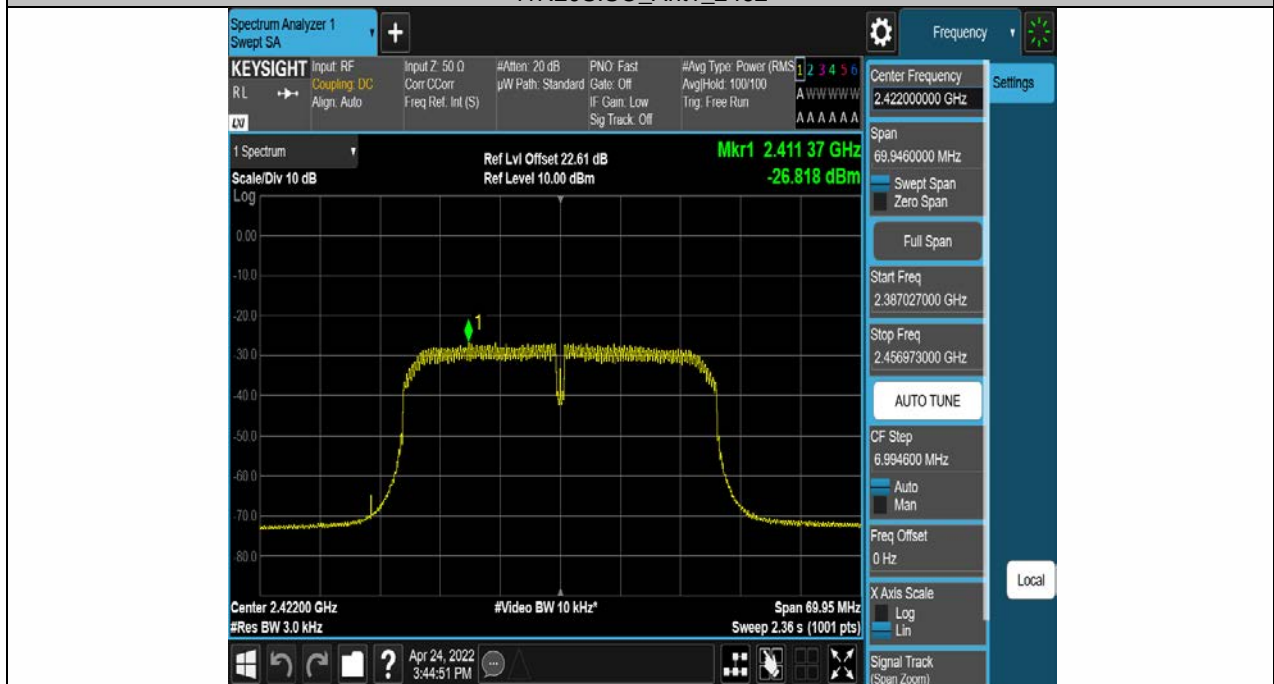 Spectrum Analyzer 1
Swept SA
Frequency
KEYSIGHT
RL
LXI
Input: RF
Coupling: DC
Align: Auto
Input Z: 50 Ω
Corr CCorr
Freq Ref: Int (S)
#Atten: 20 dB
µW Path: Standard
PNO: Fast
Gate: Off
IF Gain: Low
Sig Track: Off
#Avg Type: Power (RMS
Avg|Hold: 100/100
Trig: Free Run
1 2 3 4 5 6
A W W W W W
A A A A A A
1 Spectrum
Scale/Div 10 dB
Log
Ref Lvl Offset 22.61 dB
Ref Level 10.00 dBm
Mkr1 2.411 37 GHz
-26.818 dBm
0.00
-10.0
-20.0
-30.0
-40.0
-50.0
-60.0
-70.0
-80.0
1
Center 2.42200 GHz
#Res BW 3.0 kHz
#Video BW 10 kHz*
Span 69.95 MHz
Sweep 2.36 s (1001 pts)
Apr 24, 2022
3:44:51 PM
Center Frequency
2.422000000 GHz
Span
69.9460000 MHz
Swept Span
Zero Span
Full Span
Start Freq
2.387027000 GHz
Stop Freq
2.456973000 GHz
AUTO TUNE
CF Step
6.994600 MHz
Auto
Man
Freq Offset
0 Hz
X Axis Scale
Log
Lin
Signal Track
(Span Zoom)
Settings
Local